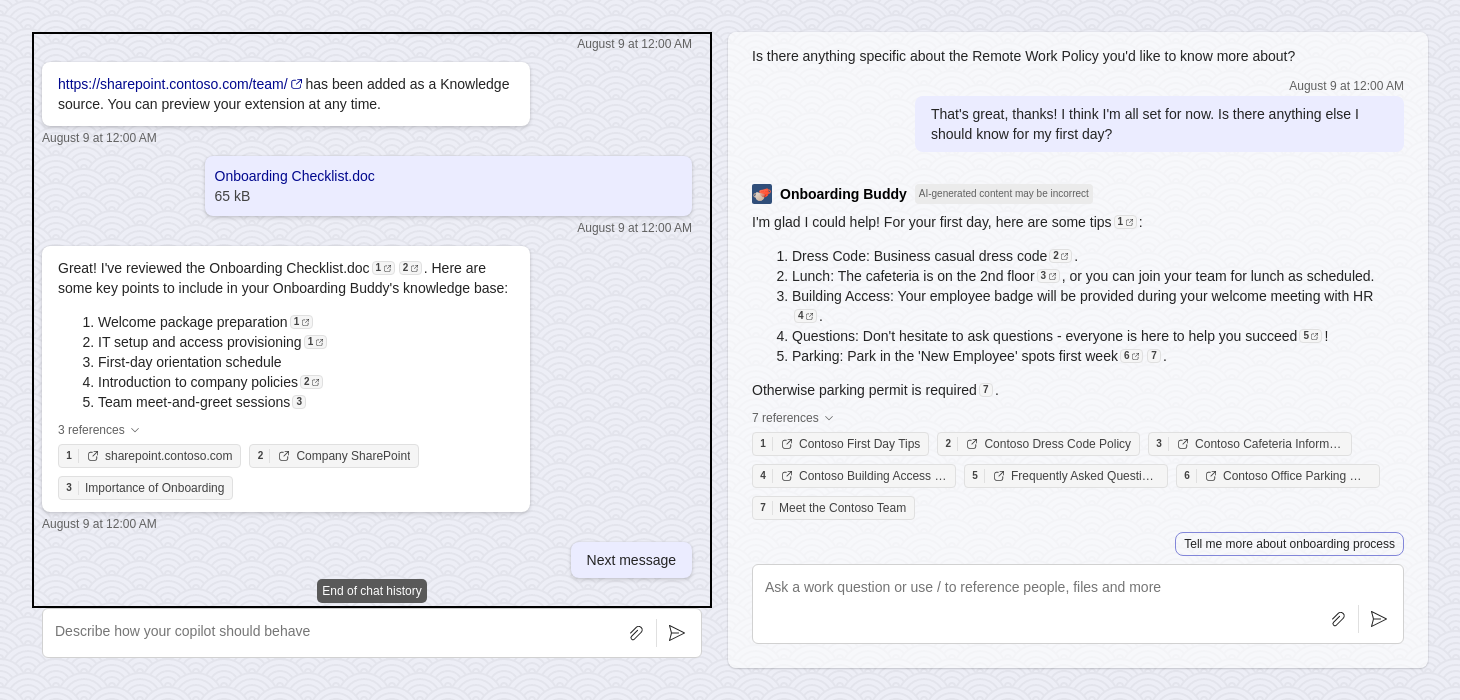 August 9 at 12:00 AM
https://sharepoint.contoso.com/team/ has been added as a Knowledge
source. You can preview your extension at any time.
August 9 at 12:00 AM
Onboarding Checklist.doc
65 kB
August 9 at 12:00 AM
Great! I've reviewed the Onboarding Checklist.doc 1 2 . Here are
some key points to include in your Onboarding Buddy's knowledge base:
1. Welcome package preparation 1
2. IT setup and access provisioning 1
3. First-day orientation schedule
4. Introduction to company policies 2
5. Team meet-and-greet sessions 3
3 references
1 sharepoint.contoso.com 2 Company SharePoint
3 Importance of Onboarding
August 9 at 12:00 AM
Next message
End of chat history
Describe how your copilot should behave
Is there anything specific about the Remote Work Policy you'd like to know more about?
August 9 at 12:00 AM
That's great, thanks! I think I'm all set for now. Is there anything else I
should know for my first day?
Onboarding Buddy AI-generated content may be incorrect
I'm glad I could help! For your first day, here are some tips 1 :
1. Dress Code: Business casual dress code 2 .
2. Lunch: The cafeteria is on the 2nd floor 3 , or you can join your team for lunch as scheduled.
3. Building Access: Your employee badge will be provided during your welcome meeting with HR
4 .
4. Questions: Don't hesitate to ask questions - everyone is here to help you succeed 5 !
5. Parking: Park in the 'New Employee' spots first week 6 7 .
Otherwise parking permit is required 7 .
7 references
1 Contoso First Day Tips 2 Contoso Dress Code Policy 3 Contoso Cafeteria Inform…
4 Contoso Building Access … 5 Frequently Asked Questi… 6 Contoso Office Parking …
7 Meet the Contoso Team
Tell me more about onboarding process
Ask a work question or use / to reference people, files and more